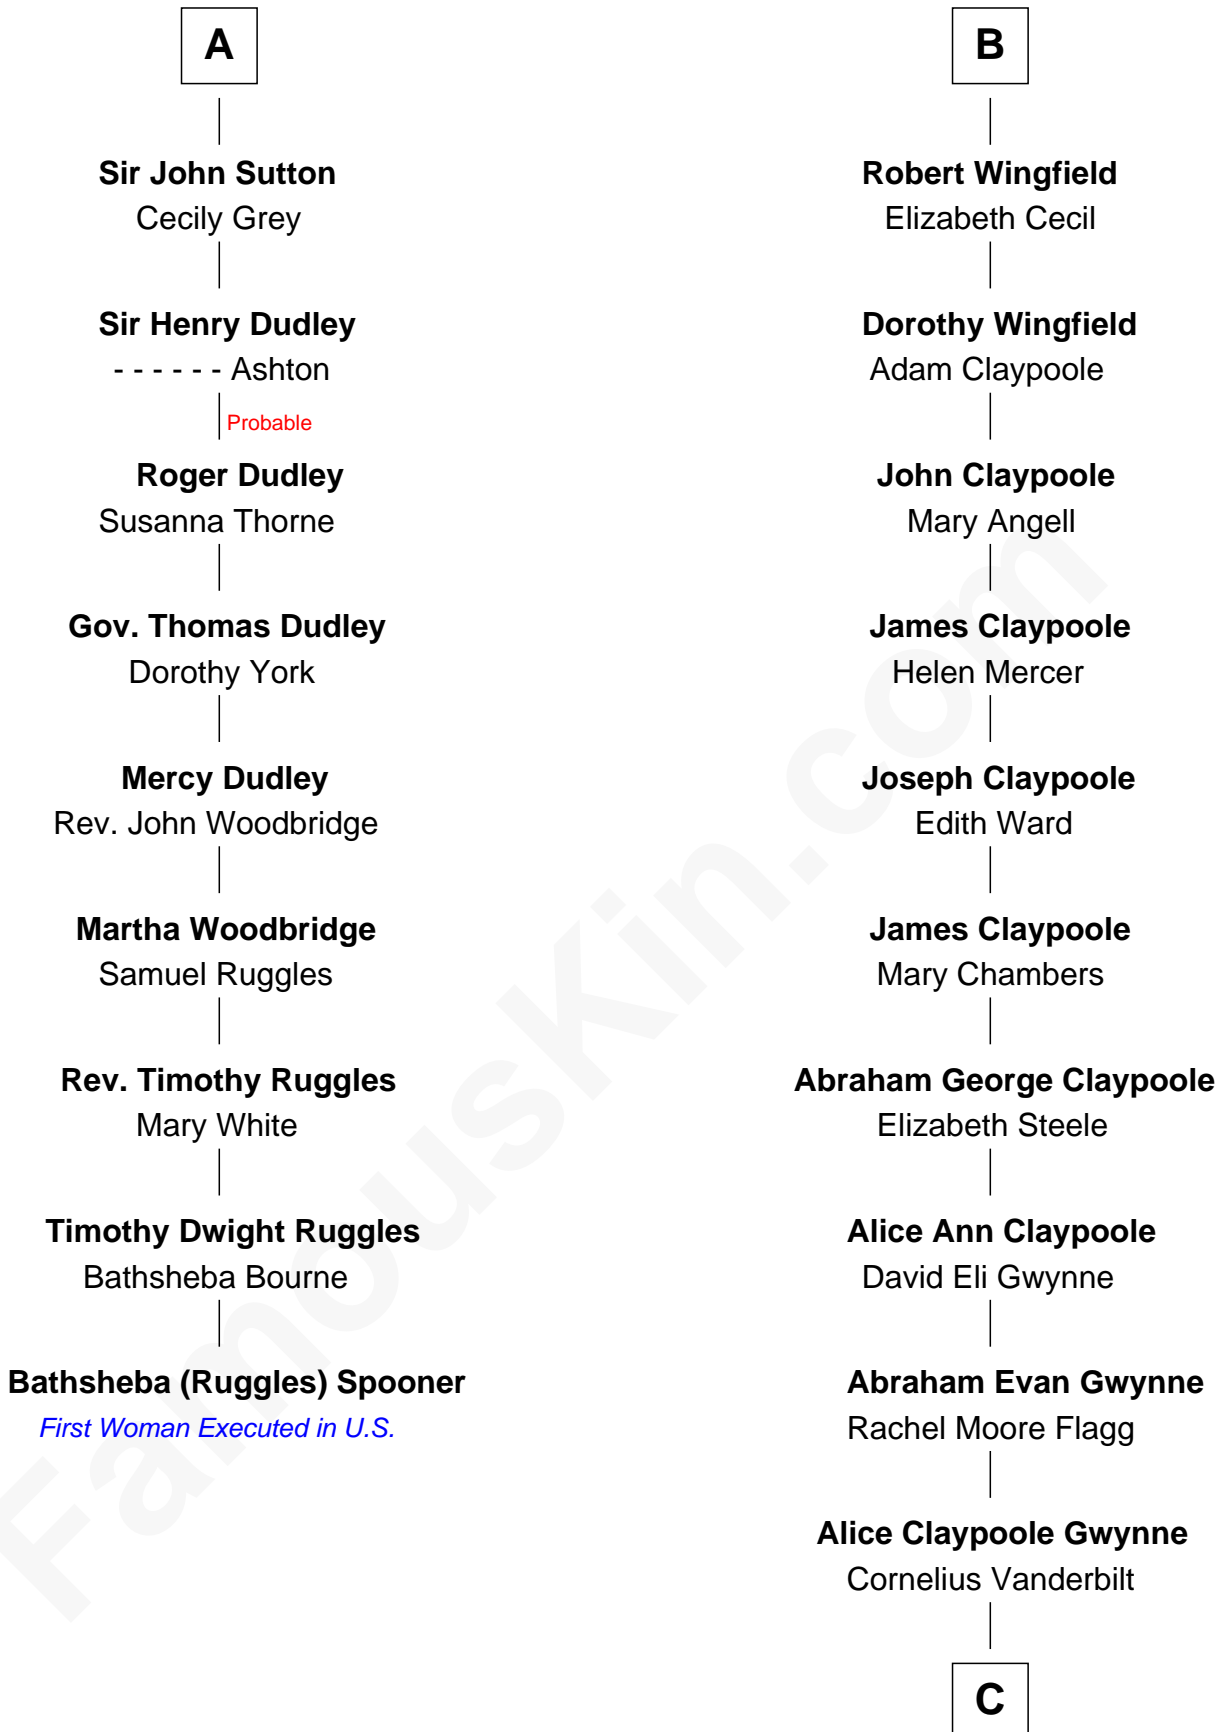 A
Sir John Sutton
Cecily Grey
Sir Henry Dudley
- - - - - - Ashton
Probable
Roger Dudley
Susanna Thorne
Gov. Thomas Dudley
Dorothy York
Mercy Dudley
Rev. John Woodbridge
Martha Woodbridge
Samuel Ruggles
Rev. Timothy Ruggles
Mary White
Timothy Dwight Ruggles
Bathsheba Bourne
Bathsheba (Ruggles) Spooner
First Woman Executed in U.S.
B
Robert Wingfield
Elizabeth Cecil
Dorothy Wingfield
Adam Claypoole
John Claypoole
Mary Angell
James Claypoole
Helen Mercer
Joseph Claypoole
Edith Ward
James Claypoole
Mary Chambers
Abraham George Claypoole
Elizabeth Steele
Alice Ann Claypoole
David Eli Gwynne
Abraham Evan Gwynne
Rachel Moore Flagg
Alice Claypoole Gwynne
Cornelius Vanderbilt
C
FamousKin.com